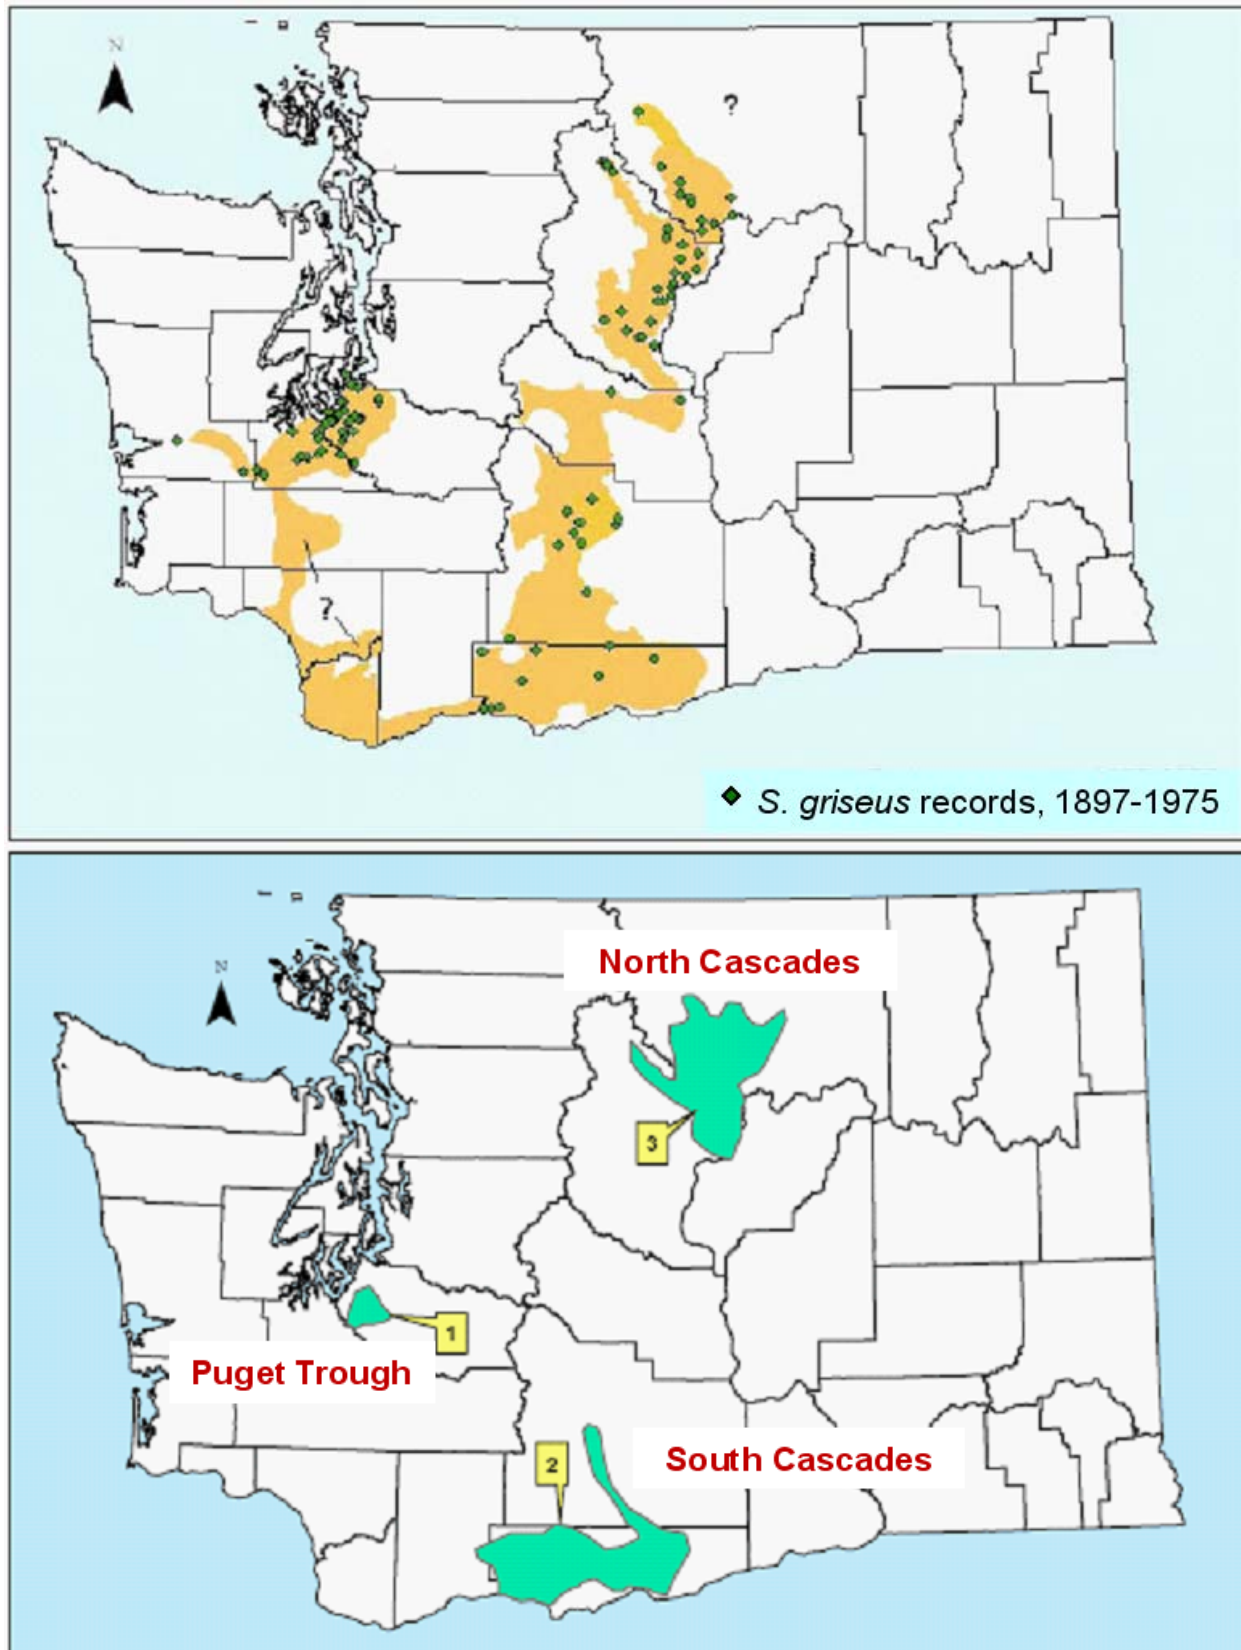 N
?
?
S. griseus records, 1897-1975
North Cascades
N
3
1
Puget Trough
South Cascades
2